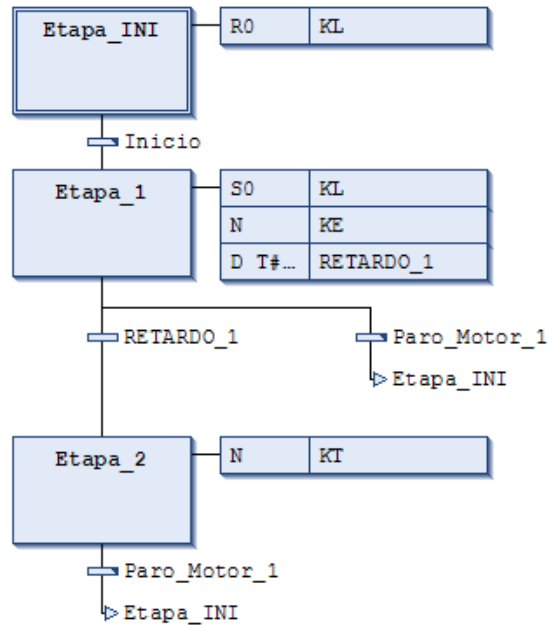 Etapa_INI R0 KL
Inicio
Etapa_1 S0 KL
N KE
D T#… RETARDO_1
RETARDO_1 Paro_Motor_1
Etapa_INI
Etapa_2 N KT
Paro_Motor_1
Etapa_INI